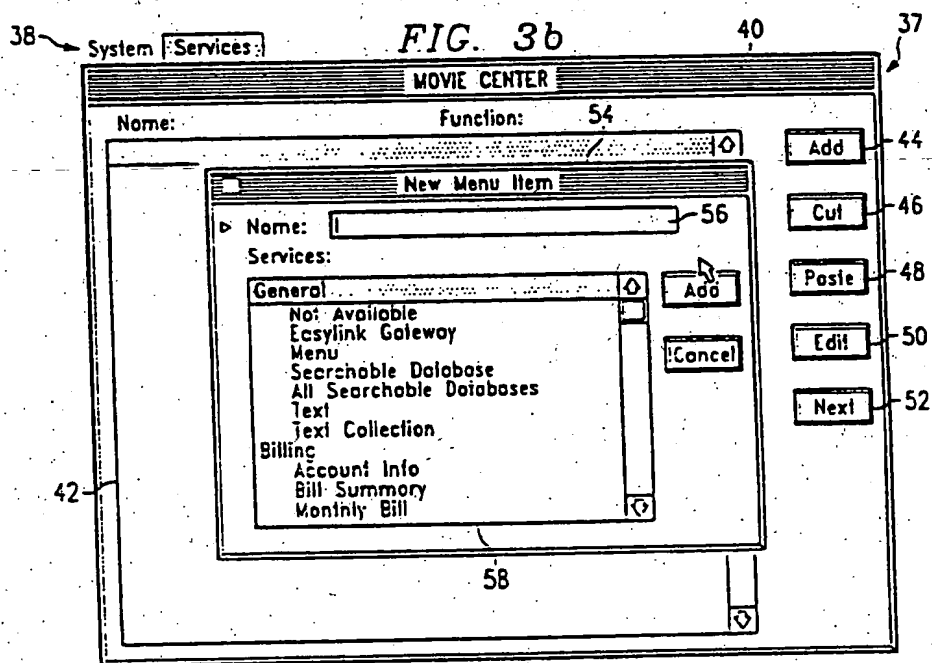 FIG. 3b
38
System Services
40
37
MOVIE CENTER
Name: Function:
54
Add
44
New Menu Item
Name:
56
Cut
46
Services:
General
Add
Paste
48
Not Available
Easylink Gateway
Menu
Cancel
Edit
50
Searchable Database
All Searchable Databases
Text
Next
52
Text Collection
Billing
Account Info
42
Bill Summary
Monthly Bill
58